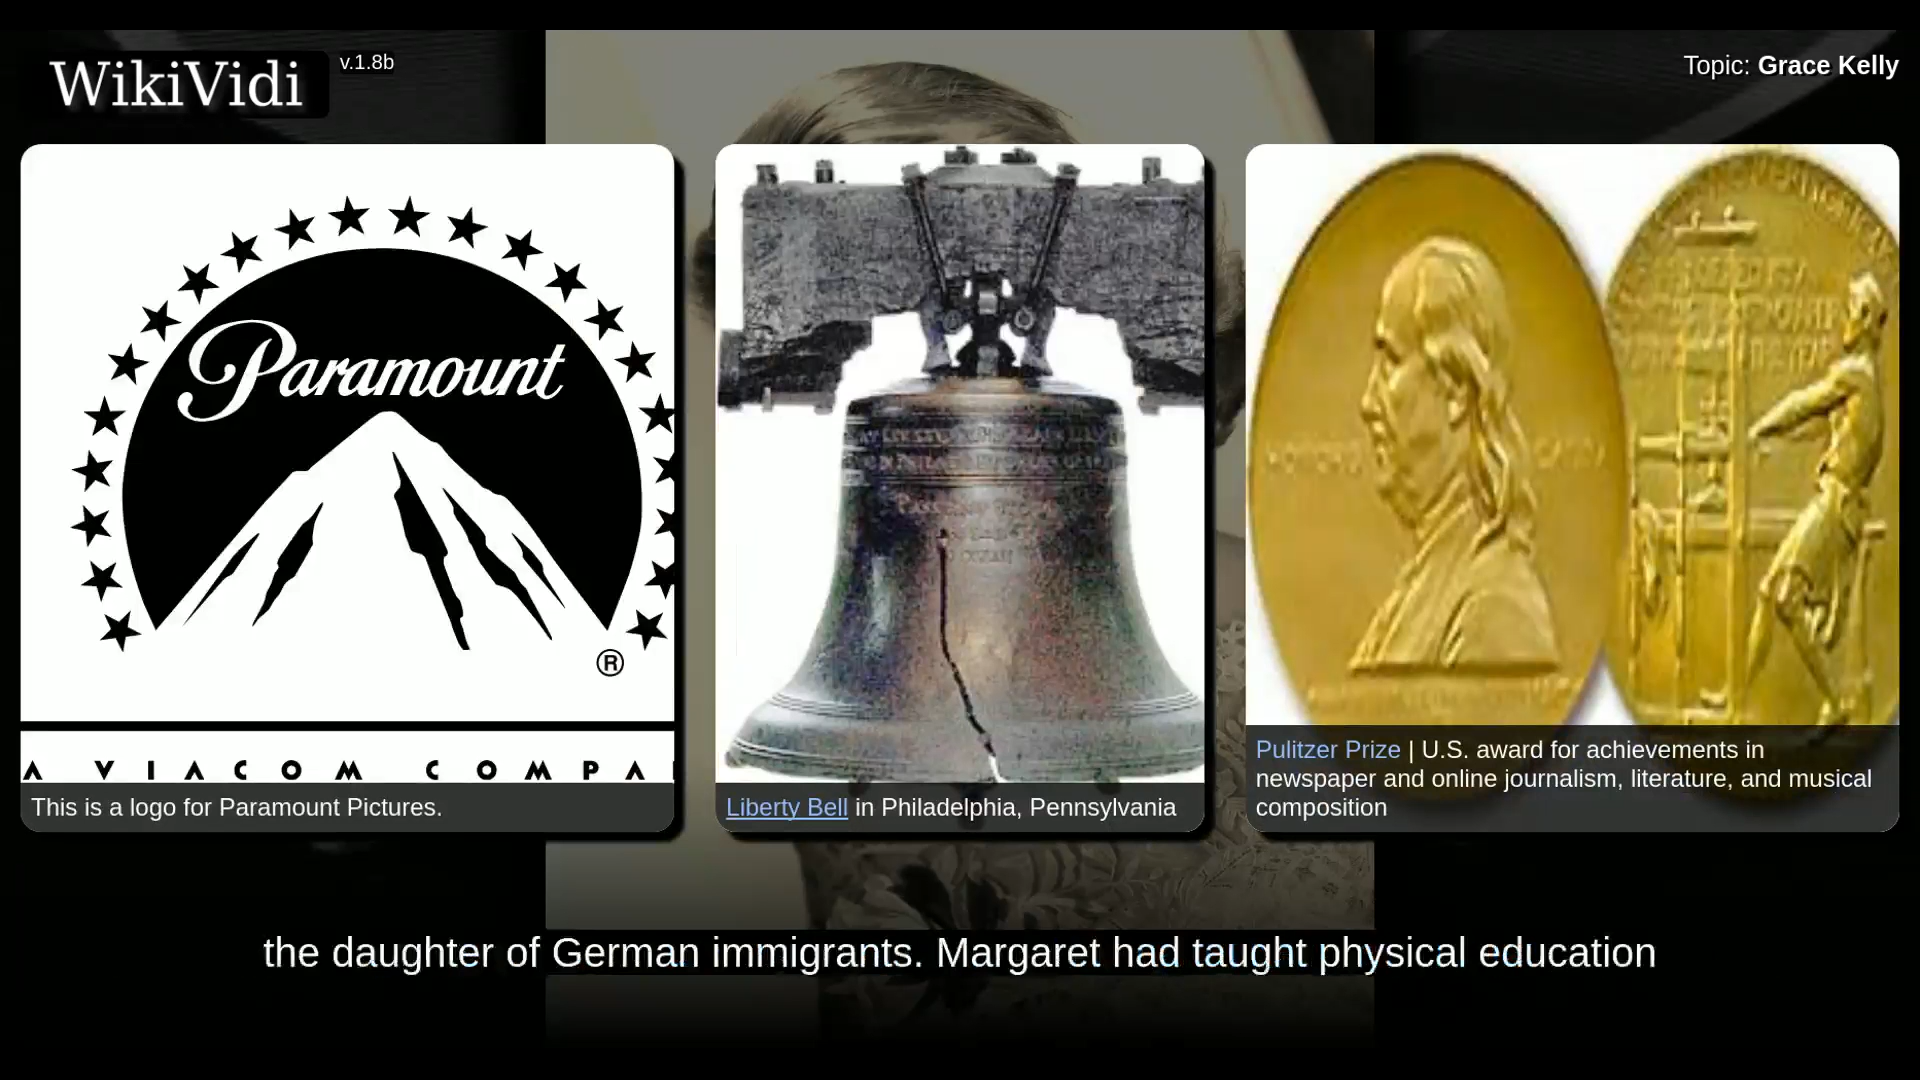 WikiVidi
v.1.8b
Topic: Grace Kelly
Paramount
®
A VIACOM COMPA
This is a logo for Paramount Pictures.
Liberty Bell in Philadelphia, Pennsylvania
Pulitzer Prize | U.S. award for achievements in
newspaper and online journalism, literature, and musical
composition
the daughter of German immigrants. Margaret had taught physical education